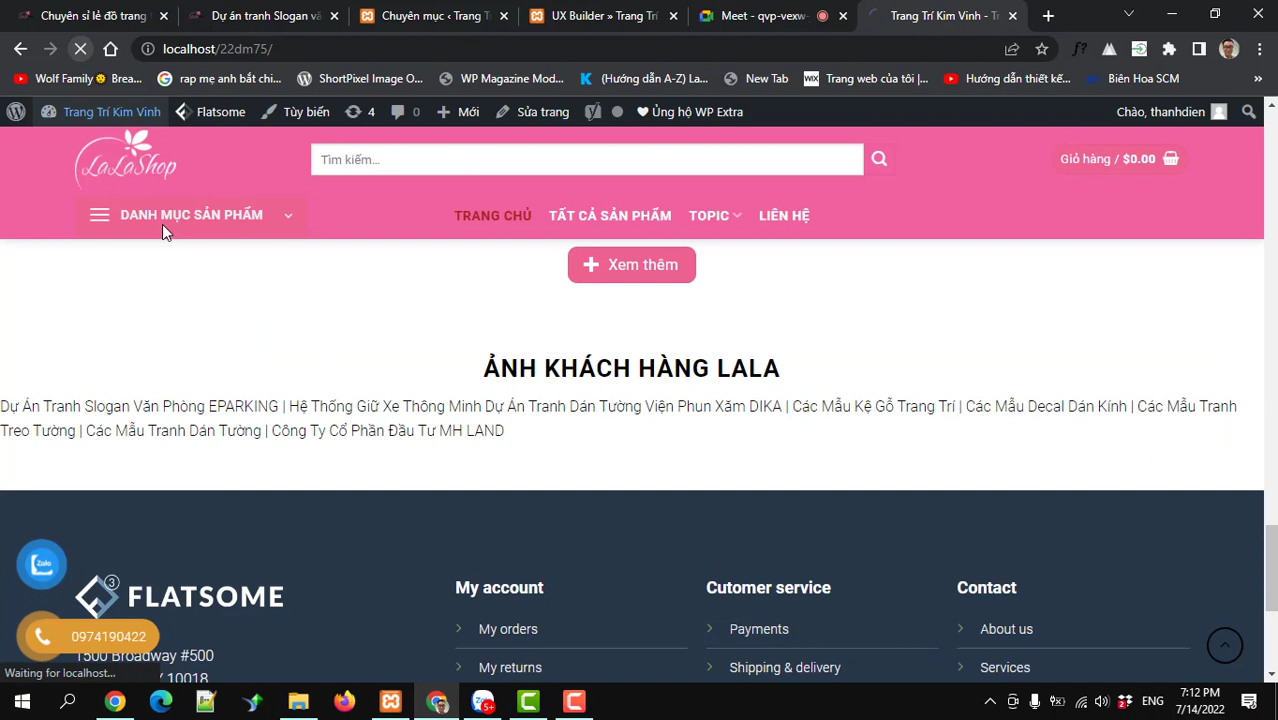 Chuyên sỉ lẻ đồ trang
Dự án tranh Slogan vă
Chuyên mục ‹ Trang T
UX Builder » Trang Trí
Meet - qvp-vexw-
Trang Trí Kim Vinh - T
localhost/22dm75/
Wolf Family Brea...
rap mẹ anh bắt chi...
ShortPixel Image O...
WP Magazine Mod...
(Hướng dẫn A-Z) La...
New Tab
Trang web của tôi |...
Hướng dẫn thiết kế...
Biên Hoa SCM
Trang Trí Kim Vinh
Flatsome
Tùy biến
4
0
Mới
Sửa trang
Ủng hộ WP Extra
Chào, thanhdien
LaLaShop
Tìm kiếm...
Giỏ hàng / $0.00
DANH MỤC SẢN PHẨM
TRANG CHỦ
TẤT CẢ SẢN PHẨM
TOPIC
LIÊN HỆ
Xem thêm
ẢNH KHÁCH HÀNG LALA
Dự Án Tranh Slogan Văn Phòng EPARKING | Hệ Thống Giữ Xe Thông Minh Dự Án Tranh Dán Tường Viện Phun Xăm DIKA | Các Mẫu Kệ Gỗ Trang Trí | Các Mẫu Decal Dán Kính | Các Mẫu Tranh
Treo Tường | Các Mẫu Tranh Dán Tường | Công Ty Cổ Phần Đầu Tư MH LAND
Zalo
FLATSOME
3
0974190422
1500 Broadway #500
10018
My account
My orders
My returns
Cutomer service
Payments
Shipping & delivery
Contact
About us
Services
Waiting for localhost...
Zalo
5+
ENG
7:12 PM
7/14/2022